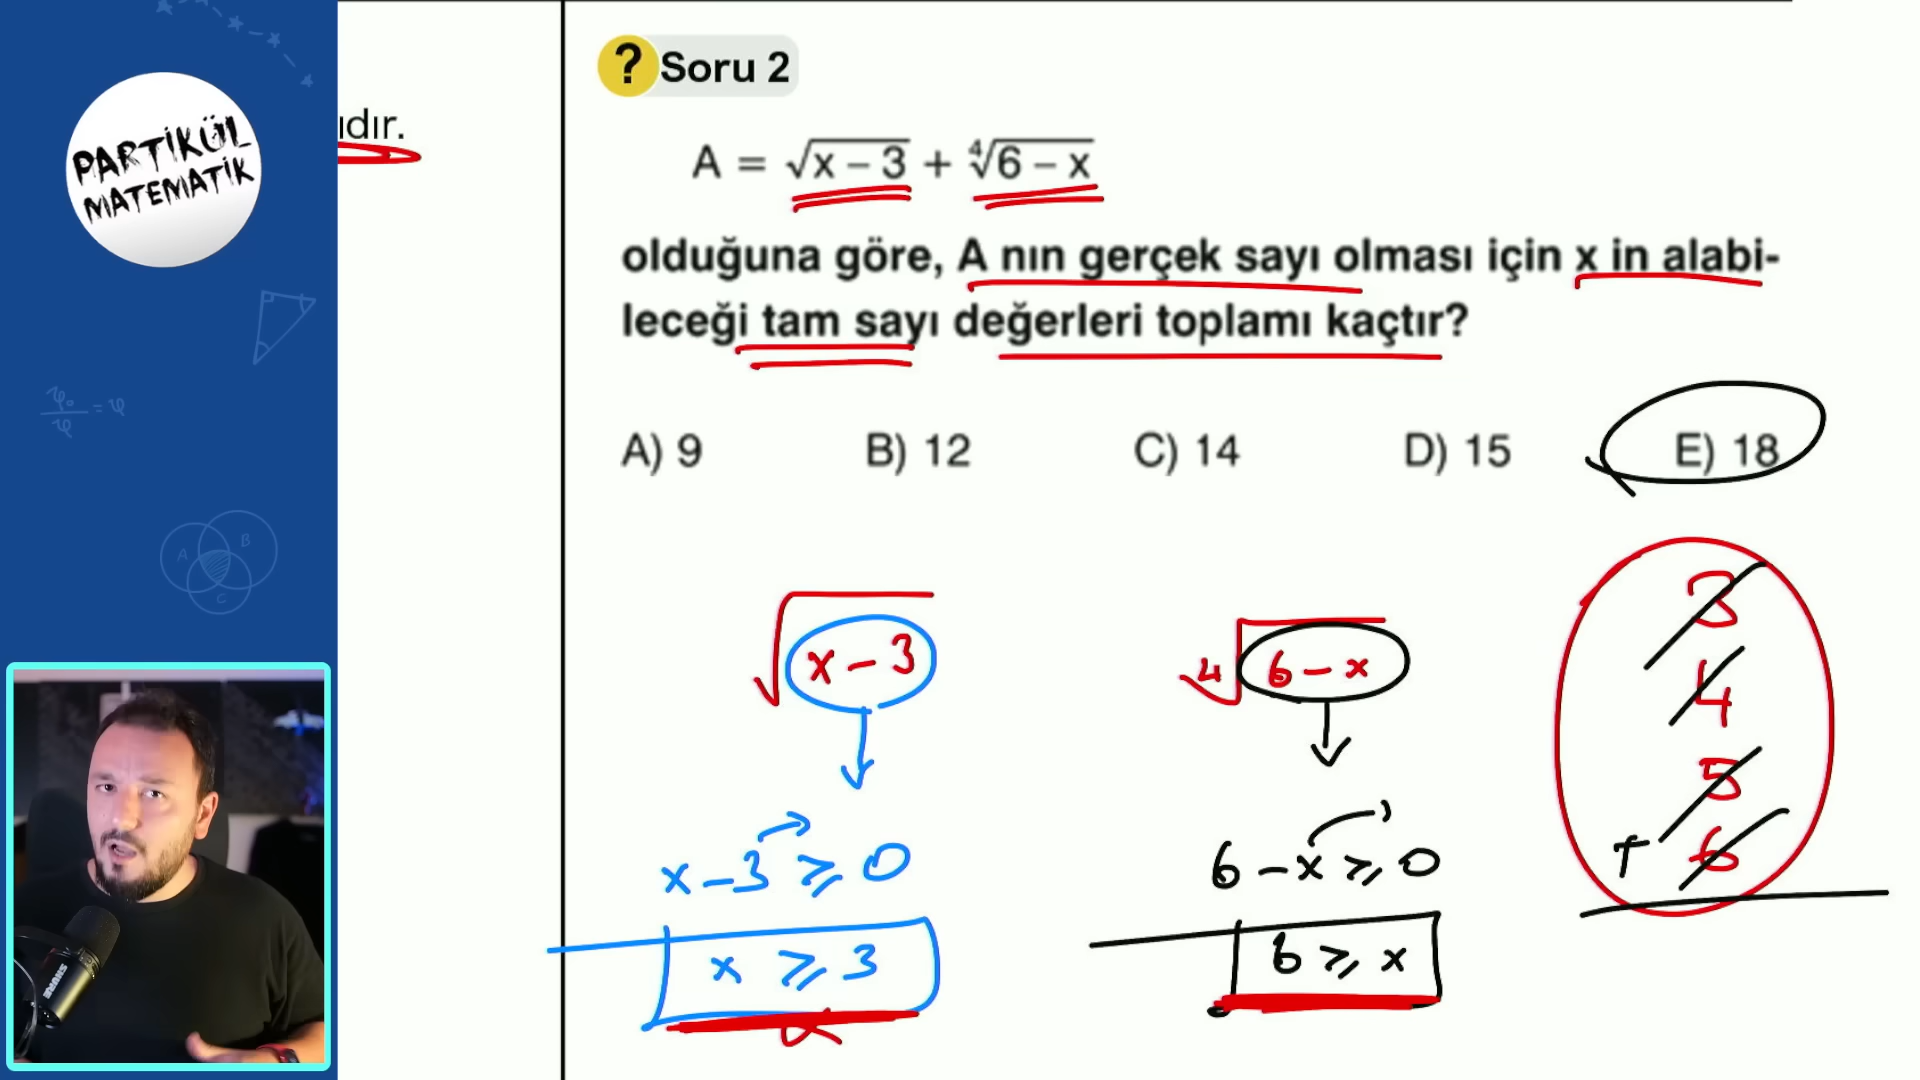 PARTİKÜL
MATEMATİK
ıdır.
? Soru 2
A = √x – 3 + ∜6 – x
olduğuna göre, A nın gerçek sayı olması için x in alabi-
leceği tam sayı değerleri toplamı kaçtır?
A) 9 B) 12 C) 14 D) 15 E) 18
√x – 3
∜6 – x
x – 3 ≥ 0
x ≥ 3
6 – x ≥ 0
6 ≥ x
3
4
5
+ 6
A B
C
SHURE